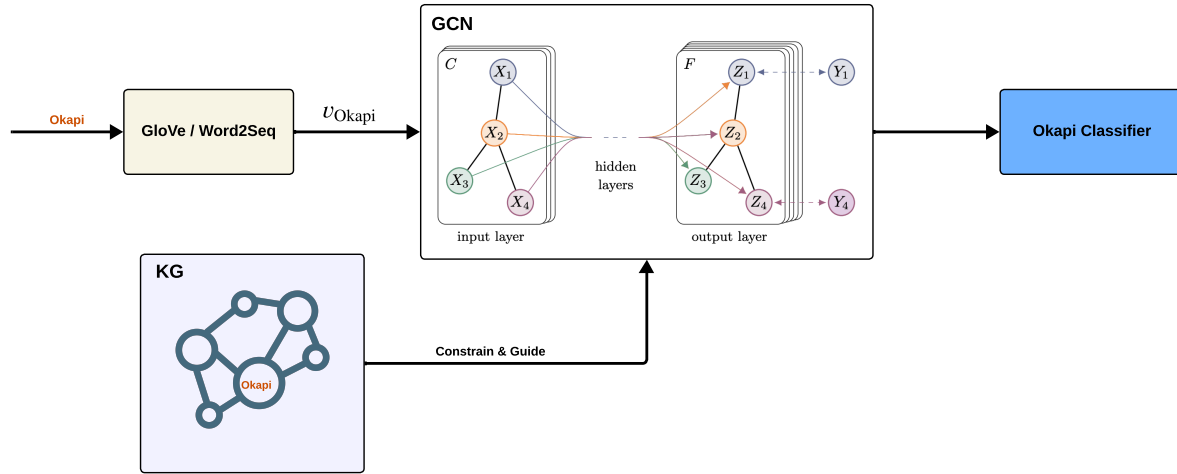 GCN
C
X1
X2
X3
X4
input layer
hidden
layers
F
Z1
Z2
Z3
Z4
output layer
Y1
Y4
Okapi
GloVe / Word2Seq
vOkapi
Okapi Classifier
KG
Okapi
Constrain & Guide